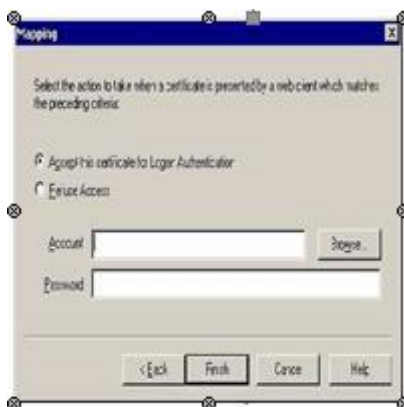 Mapping
Select the action to take when a certificate is presented by a web client which matches
the preceding criteria:
Accept this certificate for Logon Authentication
Refuse Access
Account
Browse...
Password
< Back
Finish
Cancel
Help